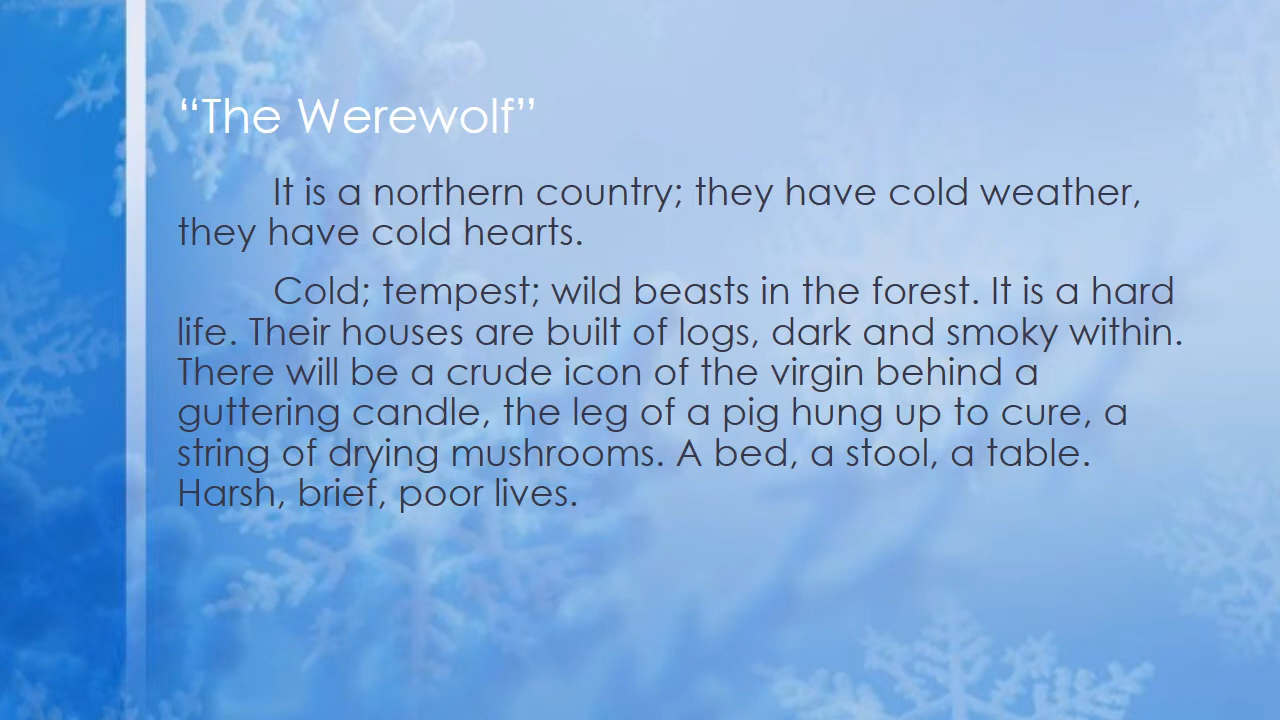 “The Werewolf”
It is a northern country; they have cold weather,
they have cold hearts.
Cold; tempest; wild beasts in the forest. It is a hard
life. Their houses are built of logs, dark and smoky within.
There will be a crude icon of the virgin behind a
guttering candle, the leg of a pig hung up to cure, a
string of drying mushrooms. A bed, a stool, a table.
Harsh, brief, poor lives.